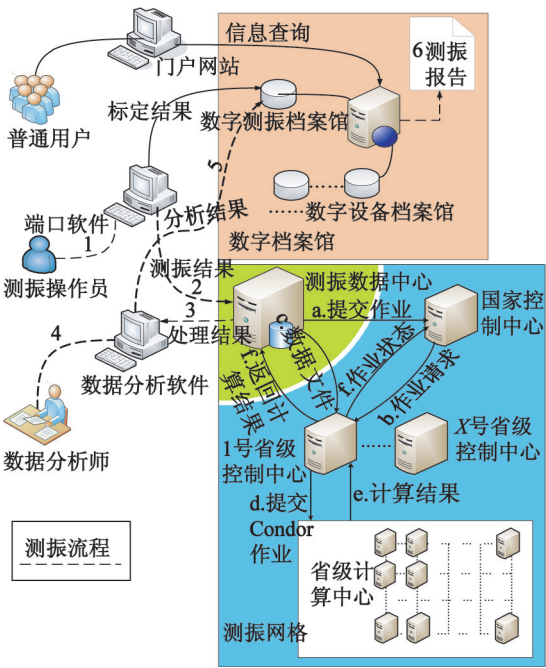 信息查询
6测振
报告
门户网站
普通用户
标定结果
数字测振档案馆
5
分析结果
……数字设备档案馆
数字档案馆
端口软件
1
测振操作员
测振结果
2
测振数据中心
a.提交作业
国家控
制中心
3
处理结果
c.数据文件
f.作业状态
b.作业请求
f.返回计
算结果
4
数据分析软件
数据分析师
1号省级
控制中心
……
X号省级
控制中心
d.提交
Condor
作业
e.计算结果
测振流程
省级计
算中心
测振网格